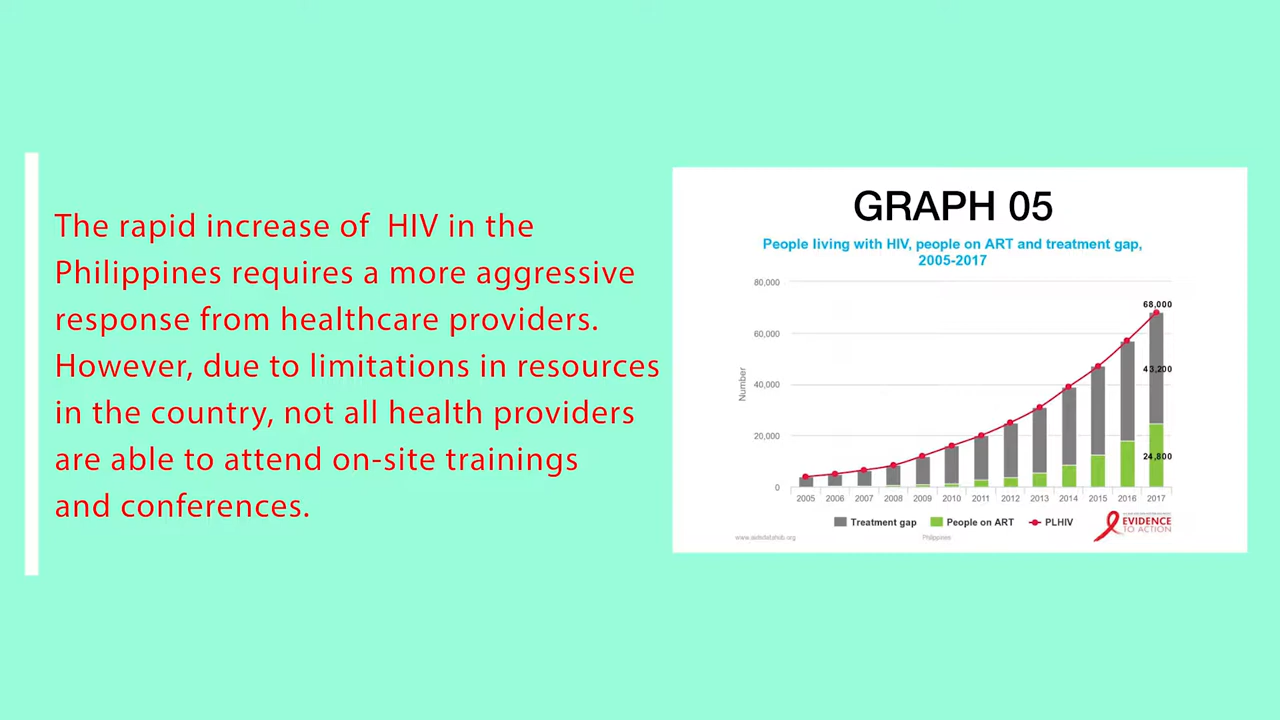 The rapid increase of HIV in the
Philippines requires a more aggressive
response from healthcare providers.
However, due to limitations in resources
in the country, not all health providers
are able to attend on-site trainings
and conferences.
GRAPH 05
People living with HIV, people on ART and treatment gap,
2005-2017
80,000
60,000
40,000
20,000
0
Number
68,000
43,200
24,800
2005 2006 2007 2008 2009 2010 2011 2012 2013 2014 2015 2016 2017
Treatment gap People on ART PLHIV
EVIDENCE
TO ACTION
Philippines